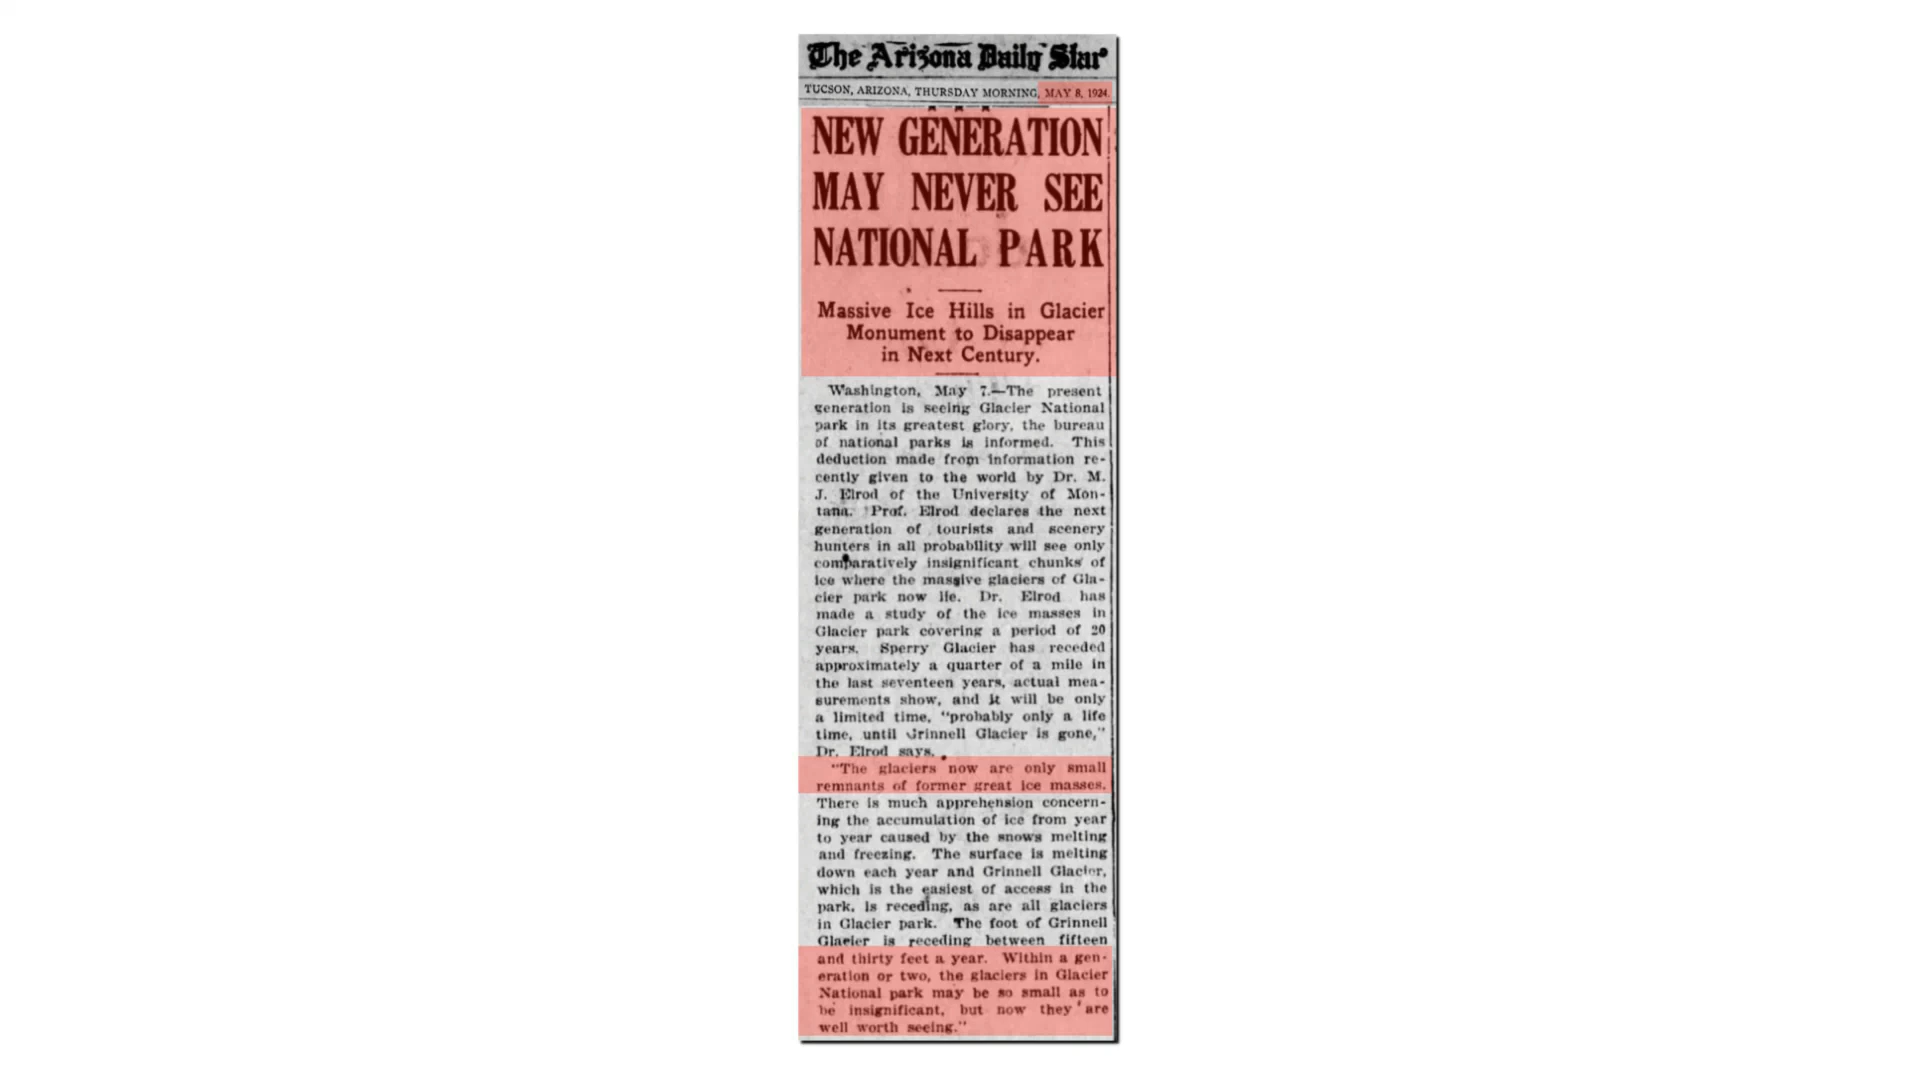 The Arizona Daily Star
TUCSON, ARIZONA, THURSDAY MORNING, MAY 8, 1924.
NEW GENERATION
MAY NEVER SEE
NATIONAL PARK
Massive Ice Hills in Glacier
Monument to Disappear
in Next Century.
Washington, May 7.—The present
generation is seeing Glacier National
park in its greatest glory, the bureau
of national parks is informed. This
deduction made from information re-
cently given to the world by Dr. M.
J. Elrod of the University of Mon-
tana. Prof. Elrod declares the next
generation of tourists and scenery
hunters in all probability will see only
comparatively insignificant chunks of
ice where the massive glaciers of Gla-
cier park now lie. Dr. Elrod has
made a study of the ice masses in
Glacier park covering a period of 20
years. Sperry Glacier has receded
approximately a quarter of a mile in
the last seventeen years, actual mea-
surements show, and it will be only
a limited time, "probably only a life
time, until Grinnell Glacier is gone,"
Dr. Elrod says.
"The glaciers now are only small
remnants of former great ice masses.
There is much apprehension concern-
ing the accumulation of ice from year
to year caused by the snows melting
and freezing. The surface is melting
down each year and Grinnell Glacier,
which is the easiest of access in the
park, is receding, as are all glaciers
in Glacier park. The foot of Grinnell
Glacier is receding between fifteen
and thirty feet a year. Within a gen-
eration or two, the glaciers in Glacier
National park may be so small as to
be insignificant, but now they are
well worth seeing."